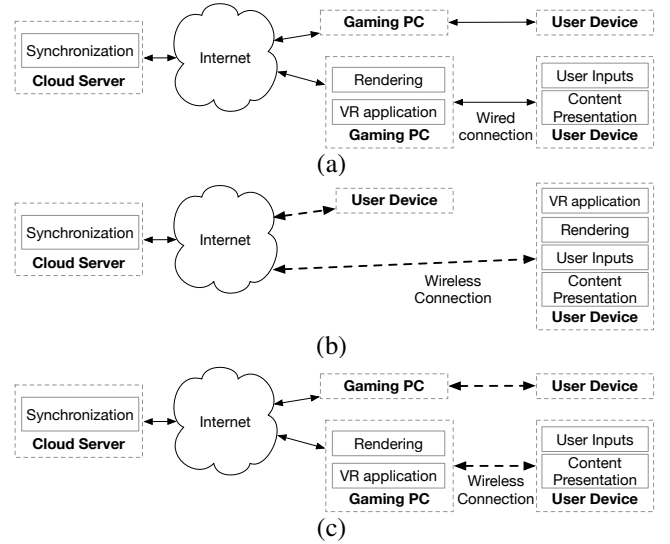 Gaming PC
User Device
Synchronization
Cloud Server
Internet
Rendering
VR application
Gaming PC
Wired
connection
User Inputs
Content
Presentation
User Device
(a)
User Device
Synchronization
Cloud Server
Internet
Wireless
Connection
VR application
Rendering
User Inputs
Content
Presentation
User Device
(b)
Gaming PC
User Device
Synchronization
Cloud Server
Internet
Rendering
VR application
Gaming PC
Wireless
Connection
User Inputs
Content
Presentation
User Device
(c)